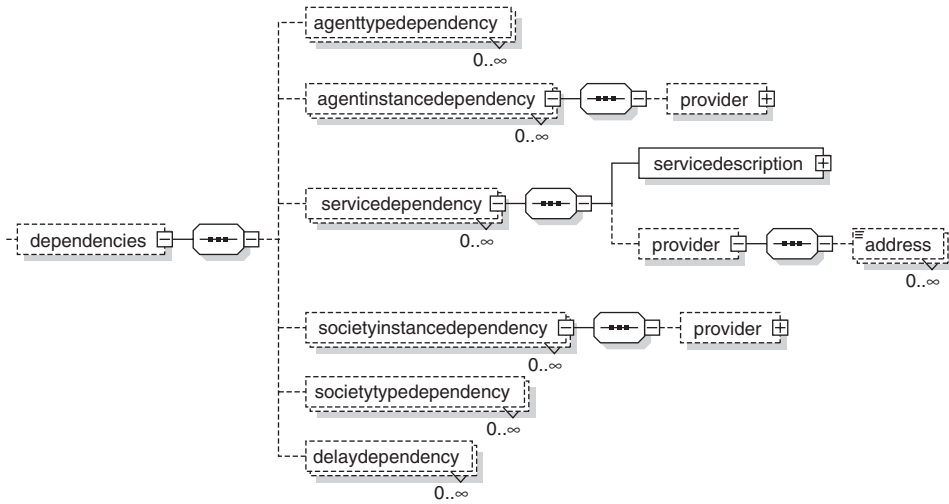 agenttypedependency
0..∞
agentinstancedependency
provider
0..∞
servicedescription
servicedependency
0..∞
dependencies
provider
address
0..∞
societyinstancedependency
provider
0..∞
societytypedependency
0..∞
delaydependency
0..∞